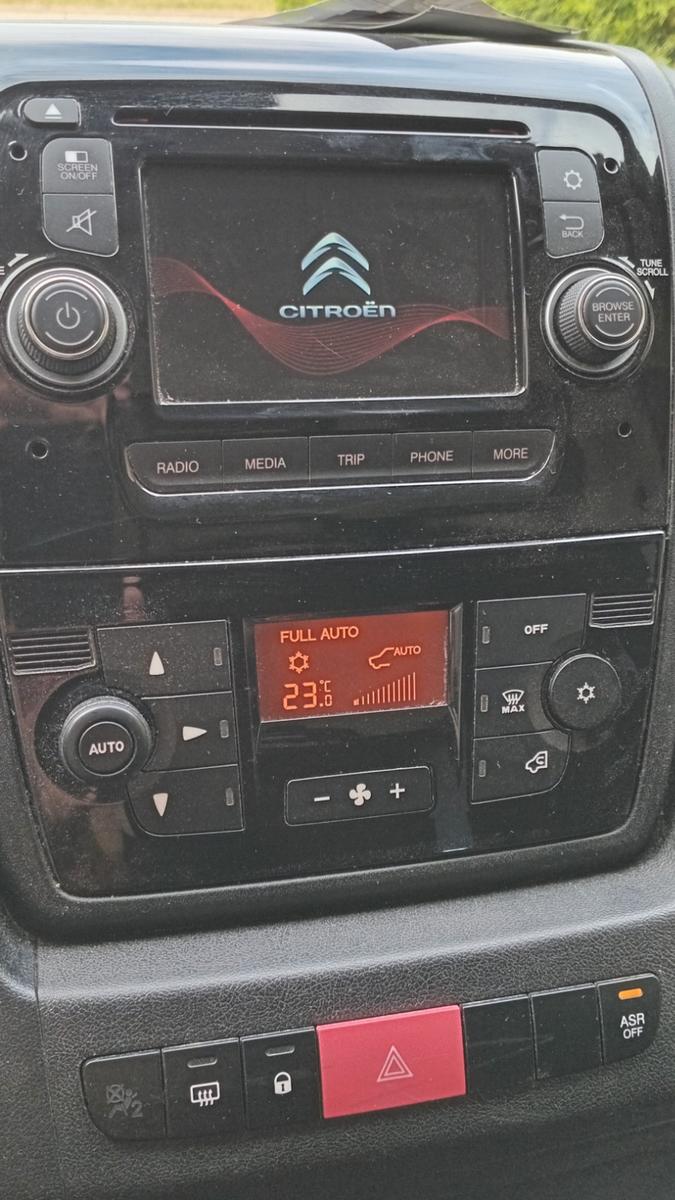 SCREEN
ON/OFF
BACK
TUNE
SCROLL
BROWSE
ENTER
CITROËN
RADIO
MEDIA
TRIP
PHONE
MORE
FULL AUTO
AUTO
23.0°C
OFF
MAX
AUTO
− +
ASR
OFF
2